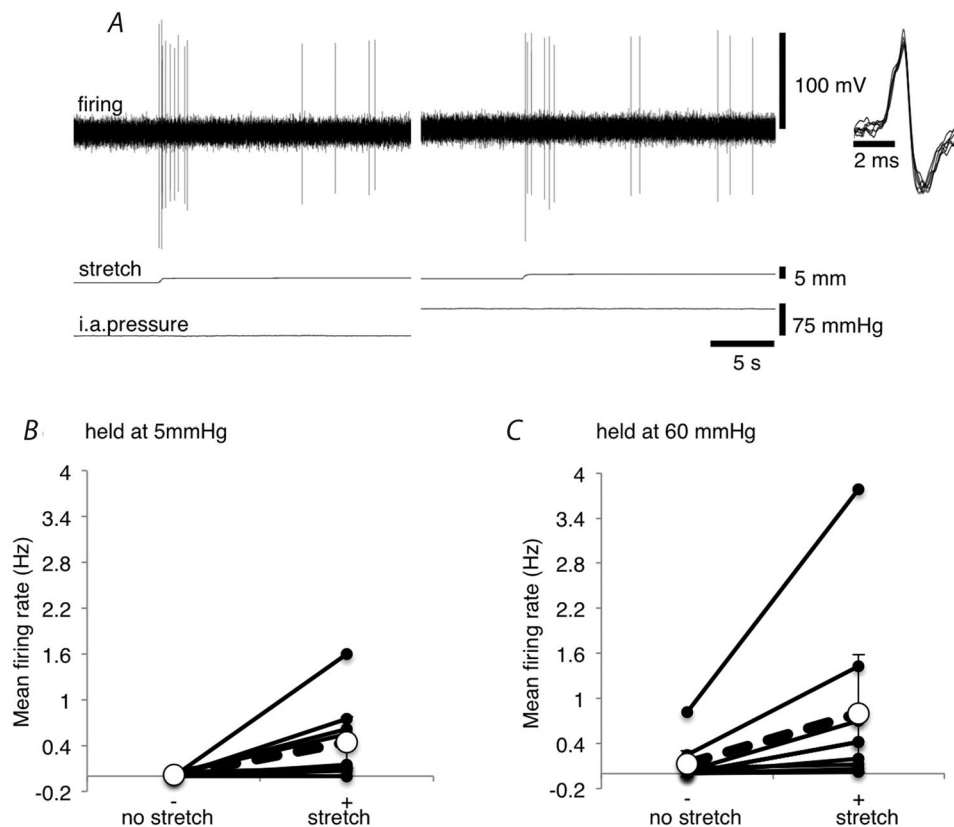 A
firing
100 mV
2 ms
stretch
5 mm
i.a.pressure
75 mmHg
5 s
B held at 5mmHg
Mean firing rate (Hz)
4
3.4
2.8
2.2
1.6
1
0.4
-0.2
- +
no stretch stretch
C held at 60 mmHg
Mean firing rate (Hz)
4
3.4
2.8
2.2
1.6
1
0.4
-0.2
- +
no stretch stretch